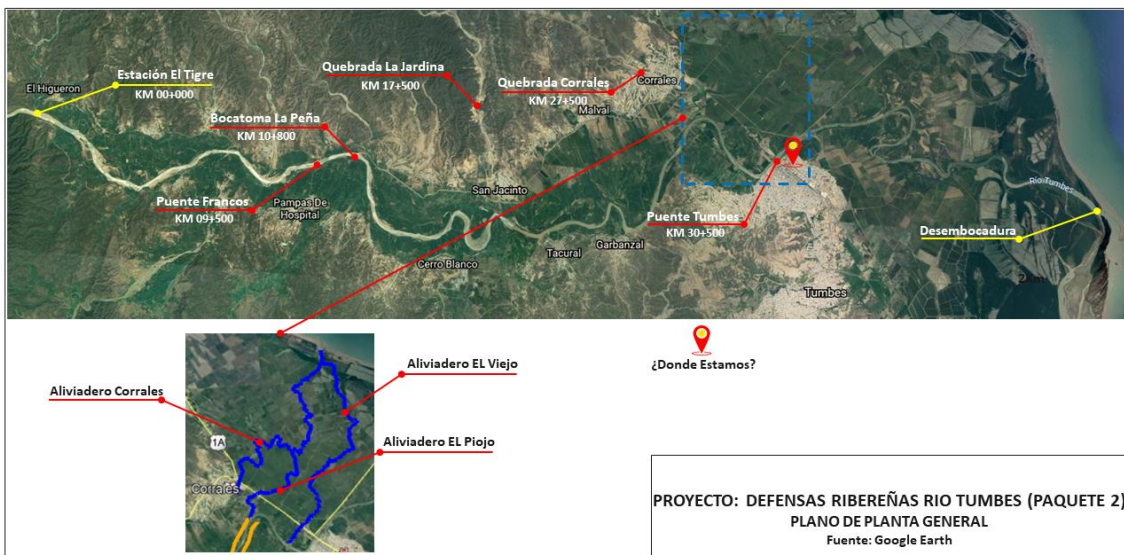 El Higueron
Estación El Tigre
KM 00+000
Quebrada La Jardina
KM 17+500
Quebrada Corrales
KM 27+500
Corrales
Malval
Bocatoma La Peña
KM 10+800
San Jacinto
Puente Francos
KM 09+500
Pampas De
Hospital
Cerro Blanco
Tacural
Garbanzal
Puente Tumbes
KM 30+500
Rio Tumbes
Desembocadura
Tumbes
¿Donde Estamos?
Aliviadero Corrales
Aliviadero EL Viejo
Aliviadero EL Piojo
1A
Corrales
PROYECTO: DEFENSAS RIBEREÑAS RIO TUMBES (PAQUETE 2)
PLANO DE PLANTA GENERAL
Fuente: Google Earth